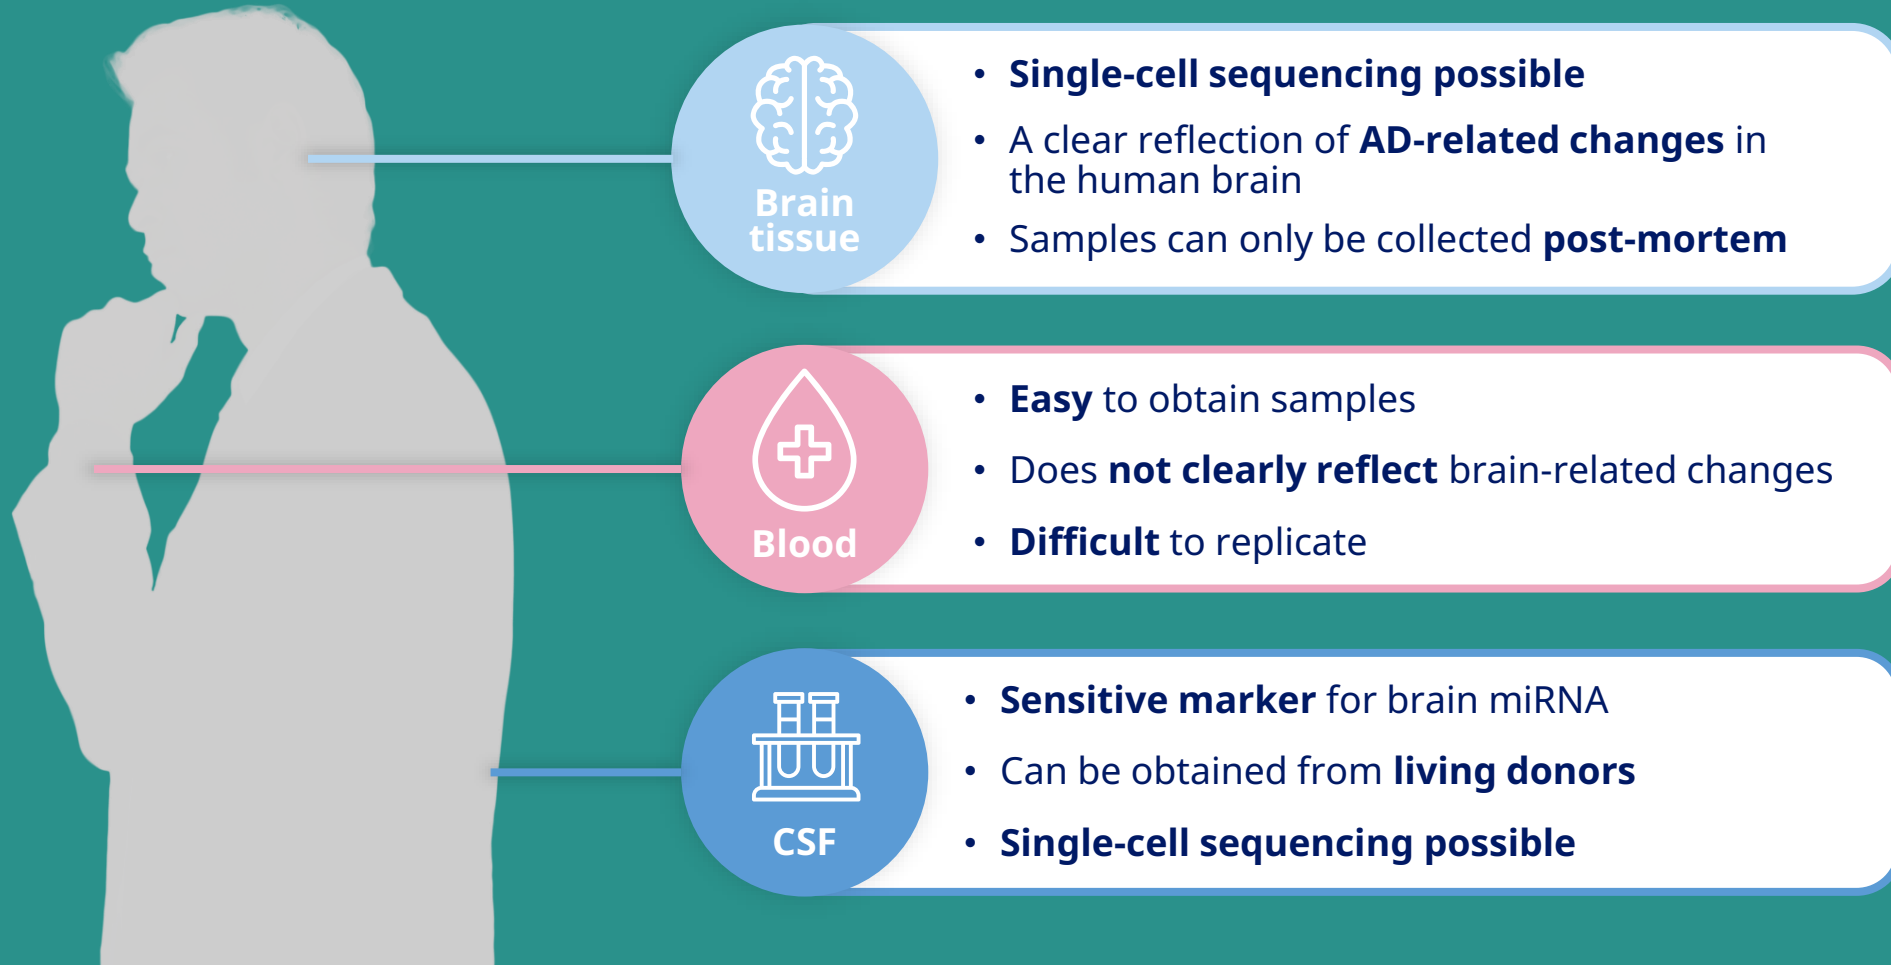 Brain
tissue
• Single-cell sequencing possible
• A clear reflection of AD-related changes in
the human brain
• Samples can only be collected post-mortem
Blood
• Easy to obtain samples
• Does not clearly reflect brain-related changes
• Difficult to replicate
CSF
• Sensitive marker for brain miRNA
• Can be obtained from living donors
• Single-cell sequencing possible